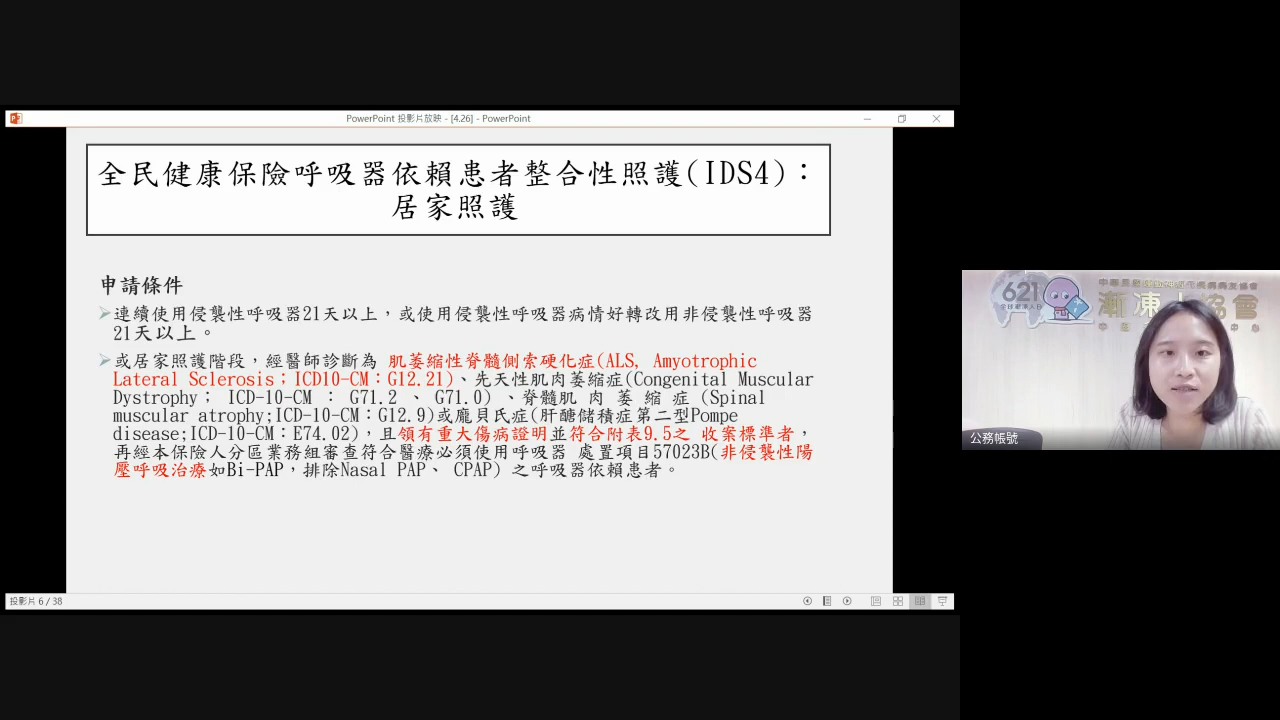 PowerPoint 投影片放映 - [4.26] - PowerPoint
全民健康保險呼吸器依賴患者整合性照護(IDS4)：
居家照護
申請條件
連續使用侵襲性呼吸器21天以上，或使用侵襲性呼吸器病情好轉改用非侵襲性呼吸器
21天以上。
或居家照護階段，經醫師診斷為 肌萎縮性脊髓側索硬化症(ALS, Amyotrophic
Lateral Sclerosis；ICD10-CM：G12.21)、先天性肌肉萎縮症(Congenital Muscular
Dystrophy； ICD-10-CM ： G71.2 、 G71.0) 、脊髓肌 肉 萎 縮 症 (Spinal
muscular atrophy;ICD-10-CM：G12.9)或龐貝氏症(肝醣儲積症第二型Pompe
disease;ICD-10-CM：E74.02)，且領有重大傷病證明並符合附表9.5之 收案標準者，
再經本保險人分區業務組審查符合醫療必須使用呼吸器 處置項目57023B(非侵襲性陽
壓呼吸治療如Bi-PAP，排除Nasal PAP、 CPAP) 之呼吸器依賴患者。
投影片 6 / 38
621
漸凍人協會
公務帳號